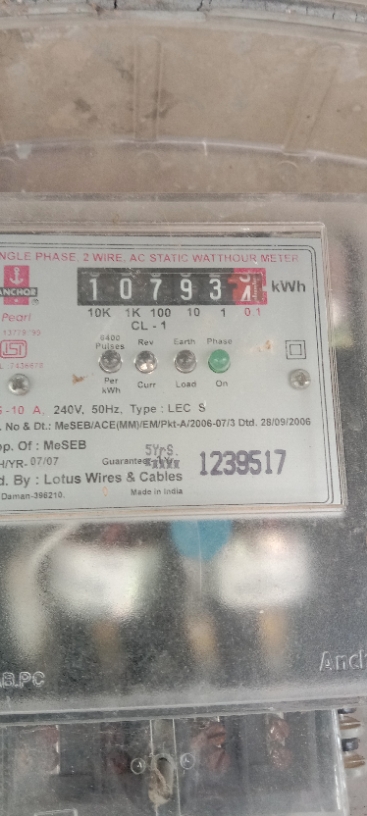 NGLE PHASE, 2 WIRE, AC STATIC WATTHOUR METER
ANCHOR
Pearl
1 0 7 9 3 kWh
10K 1K 100 10 1 0.1
CL - 1
6400 Pulses Rev Earth Phase
Per kWh Curr Load On
ISI
10 A, 240V, 50Hz, Type : LEC S
No & Dt.: MeSEB/ACE(MM)/EM/Pkt-A/2006-07/3 Dtd. 28/09/2006
p. Of : MeSEB
H/YR- 07/07 Guarantee 5YrS. 1239517
d. By : Lotus Wires & Cables
Daman-396210. Made in India
Anch
.B.PC